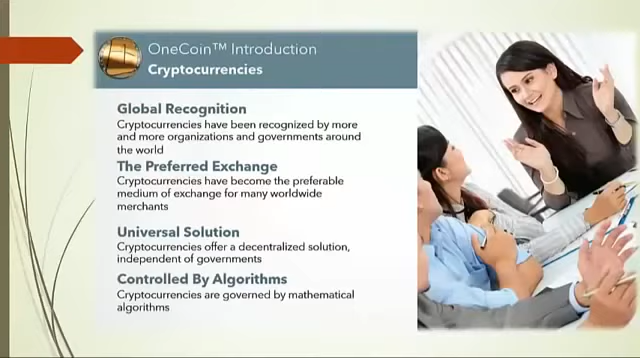 OneCoin™ Introduction
Cryptocurrencies
Global Recognition
Cryptocurrencies have been recognized by more
and more organizations and governments around
the world
The Preferred Exchange
Cryptocurrencies have become the preferable
medium of exchange for many worldwide
merchants
Universal Solution
Cryptocurrencies offer a decentralized solution,
independent of governments
Controlled By Algorithms
Cryptocurrencies are governed by mathematical
algorithms